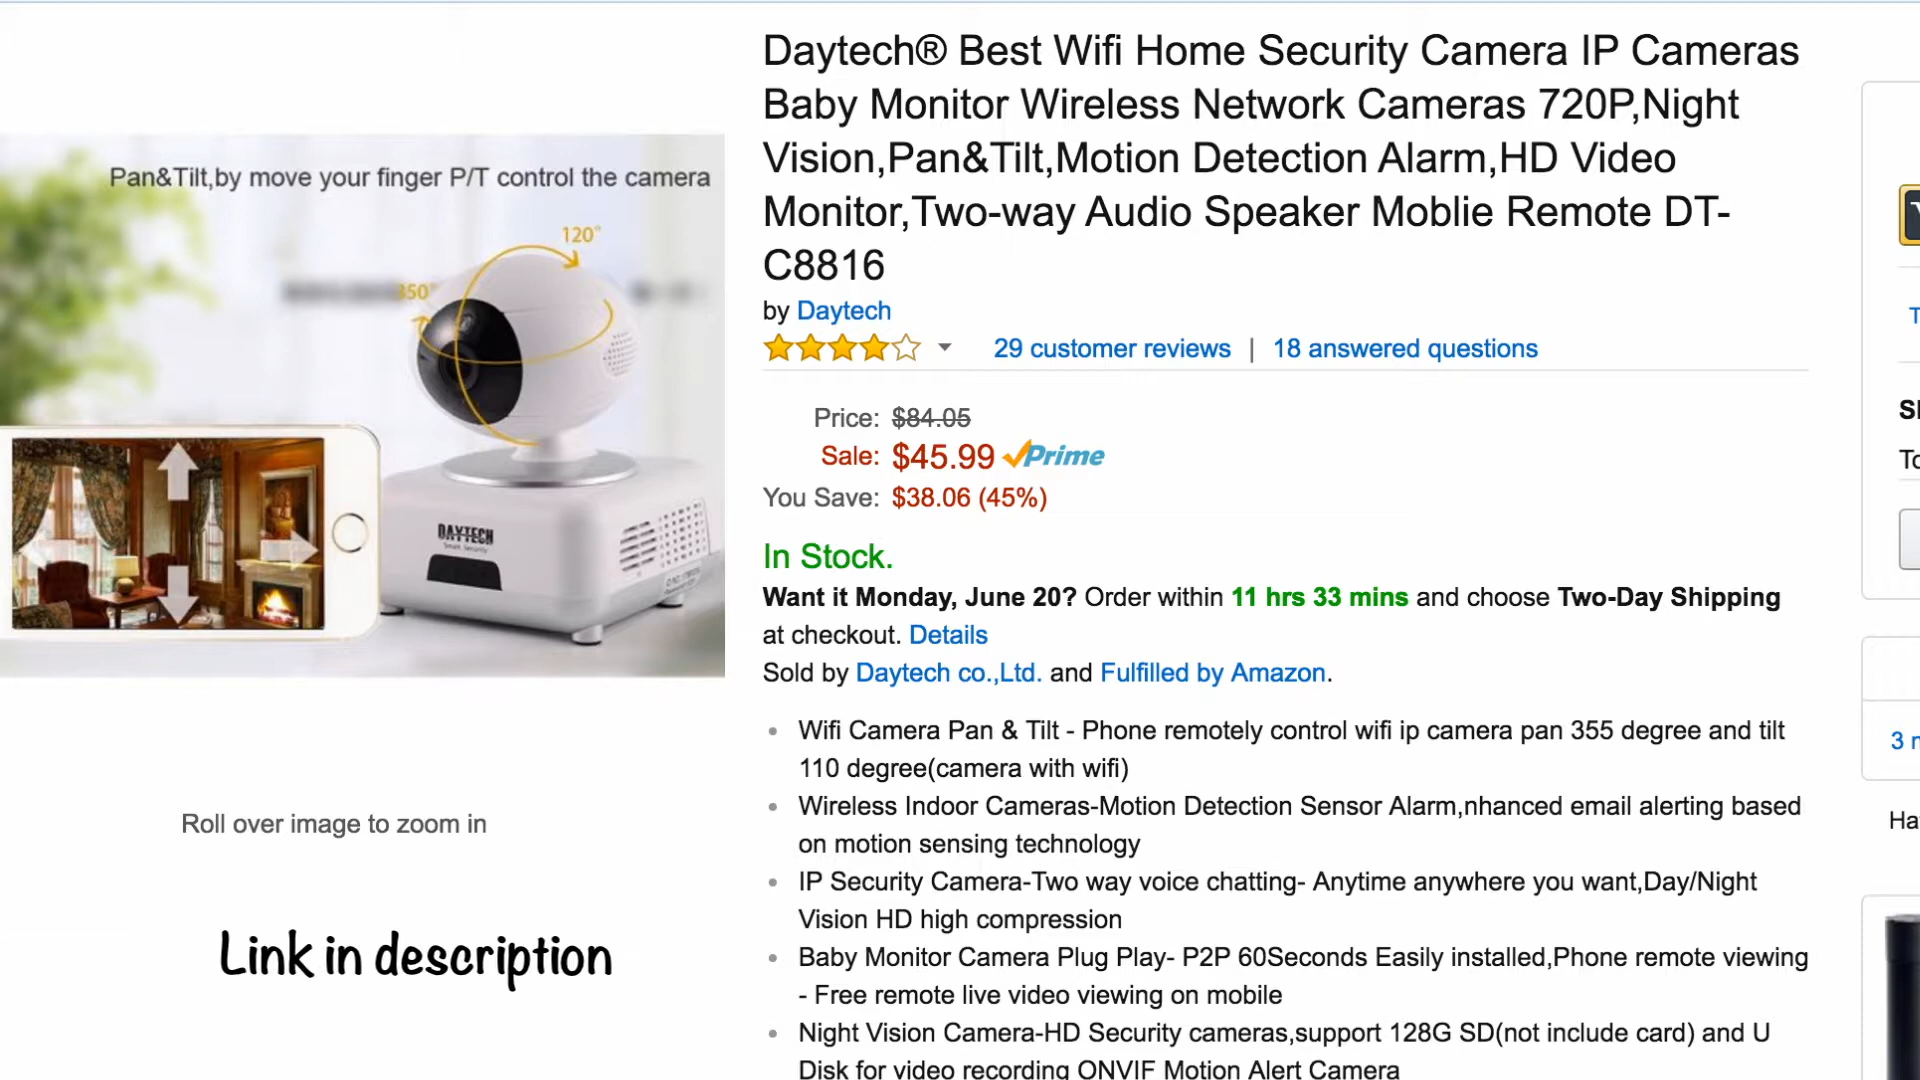 Daytech® Best Wifi Home Security Camera IP Cameras
Baby Monitor Wireless Network Cameras 720P,Night
Vision,Pan&Tilt,Motion Detection Alarm,HD Video
Monitor,Two-way Audio Speaker Moblie Remote DT-
C8816
by Daytech
29 customer reviews | 18 answered questions
Price: $84.05
Sale: $45.99 Prime
You Save: $38.06 (45%)
In Stock.
Want it Monday, June 20? Order within 11 hrs 33 mins and choose Two-Day Shipping
at checkout. Details
Sold by Daytech co.,Ltd. and Fulfilled by Amazon.
Wifi Camera Pan & Tilt - Phone remotely control wifi ip camera pan 355 degree and tilt
110 degree(camera with wifi)
Wireless Indoor Cameras-Motion Detection Sensor Alarm,nhanced email alerting based
on motion sensing technology
IP Security Camera-Two way voice chatting- Anytime anywhere you want,Day/Night
Vision HD high compression
Baby Monitor Camera Plug Play- P2P 60Seconds Easily installed,Phone remote viewing
- Free remote live video viewing on mobile
Night Vision Camera-HD Security cameras,support 128G SD(not include card) and U
Disk for video recording ONVIF Motion Alert Camera
Pan&Tilt,by move your finger P/T control the camera
120°
DAYTECH
Smart Security
Roll over image to zoom in
Link in description